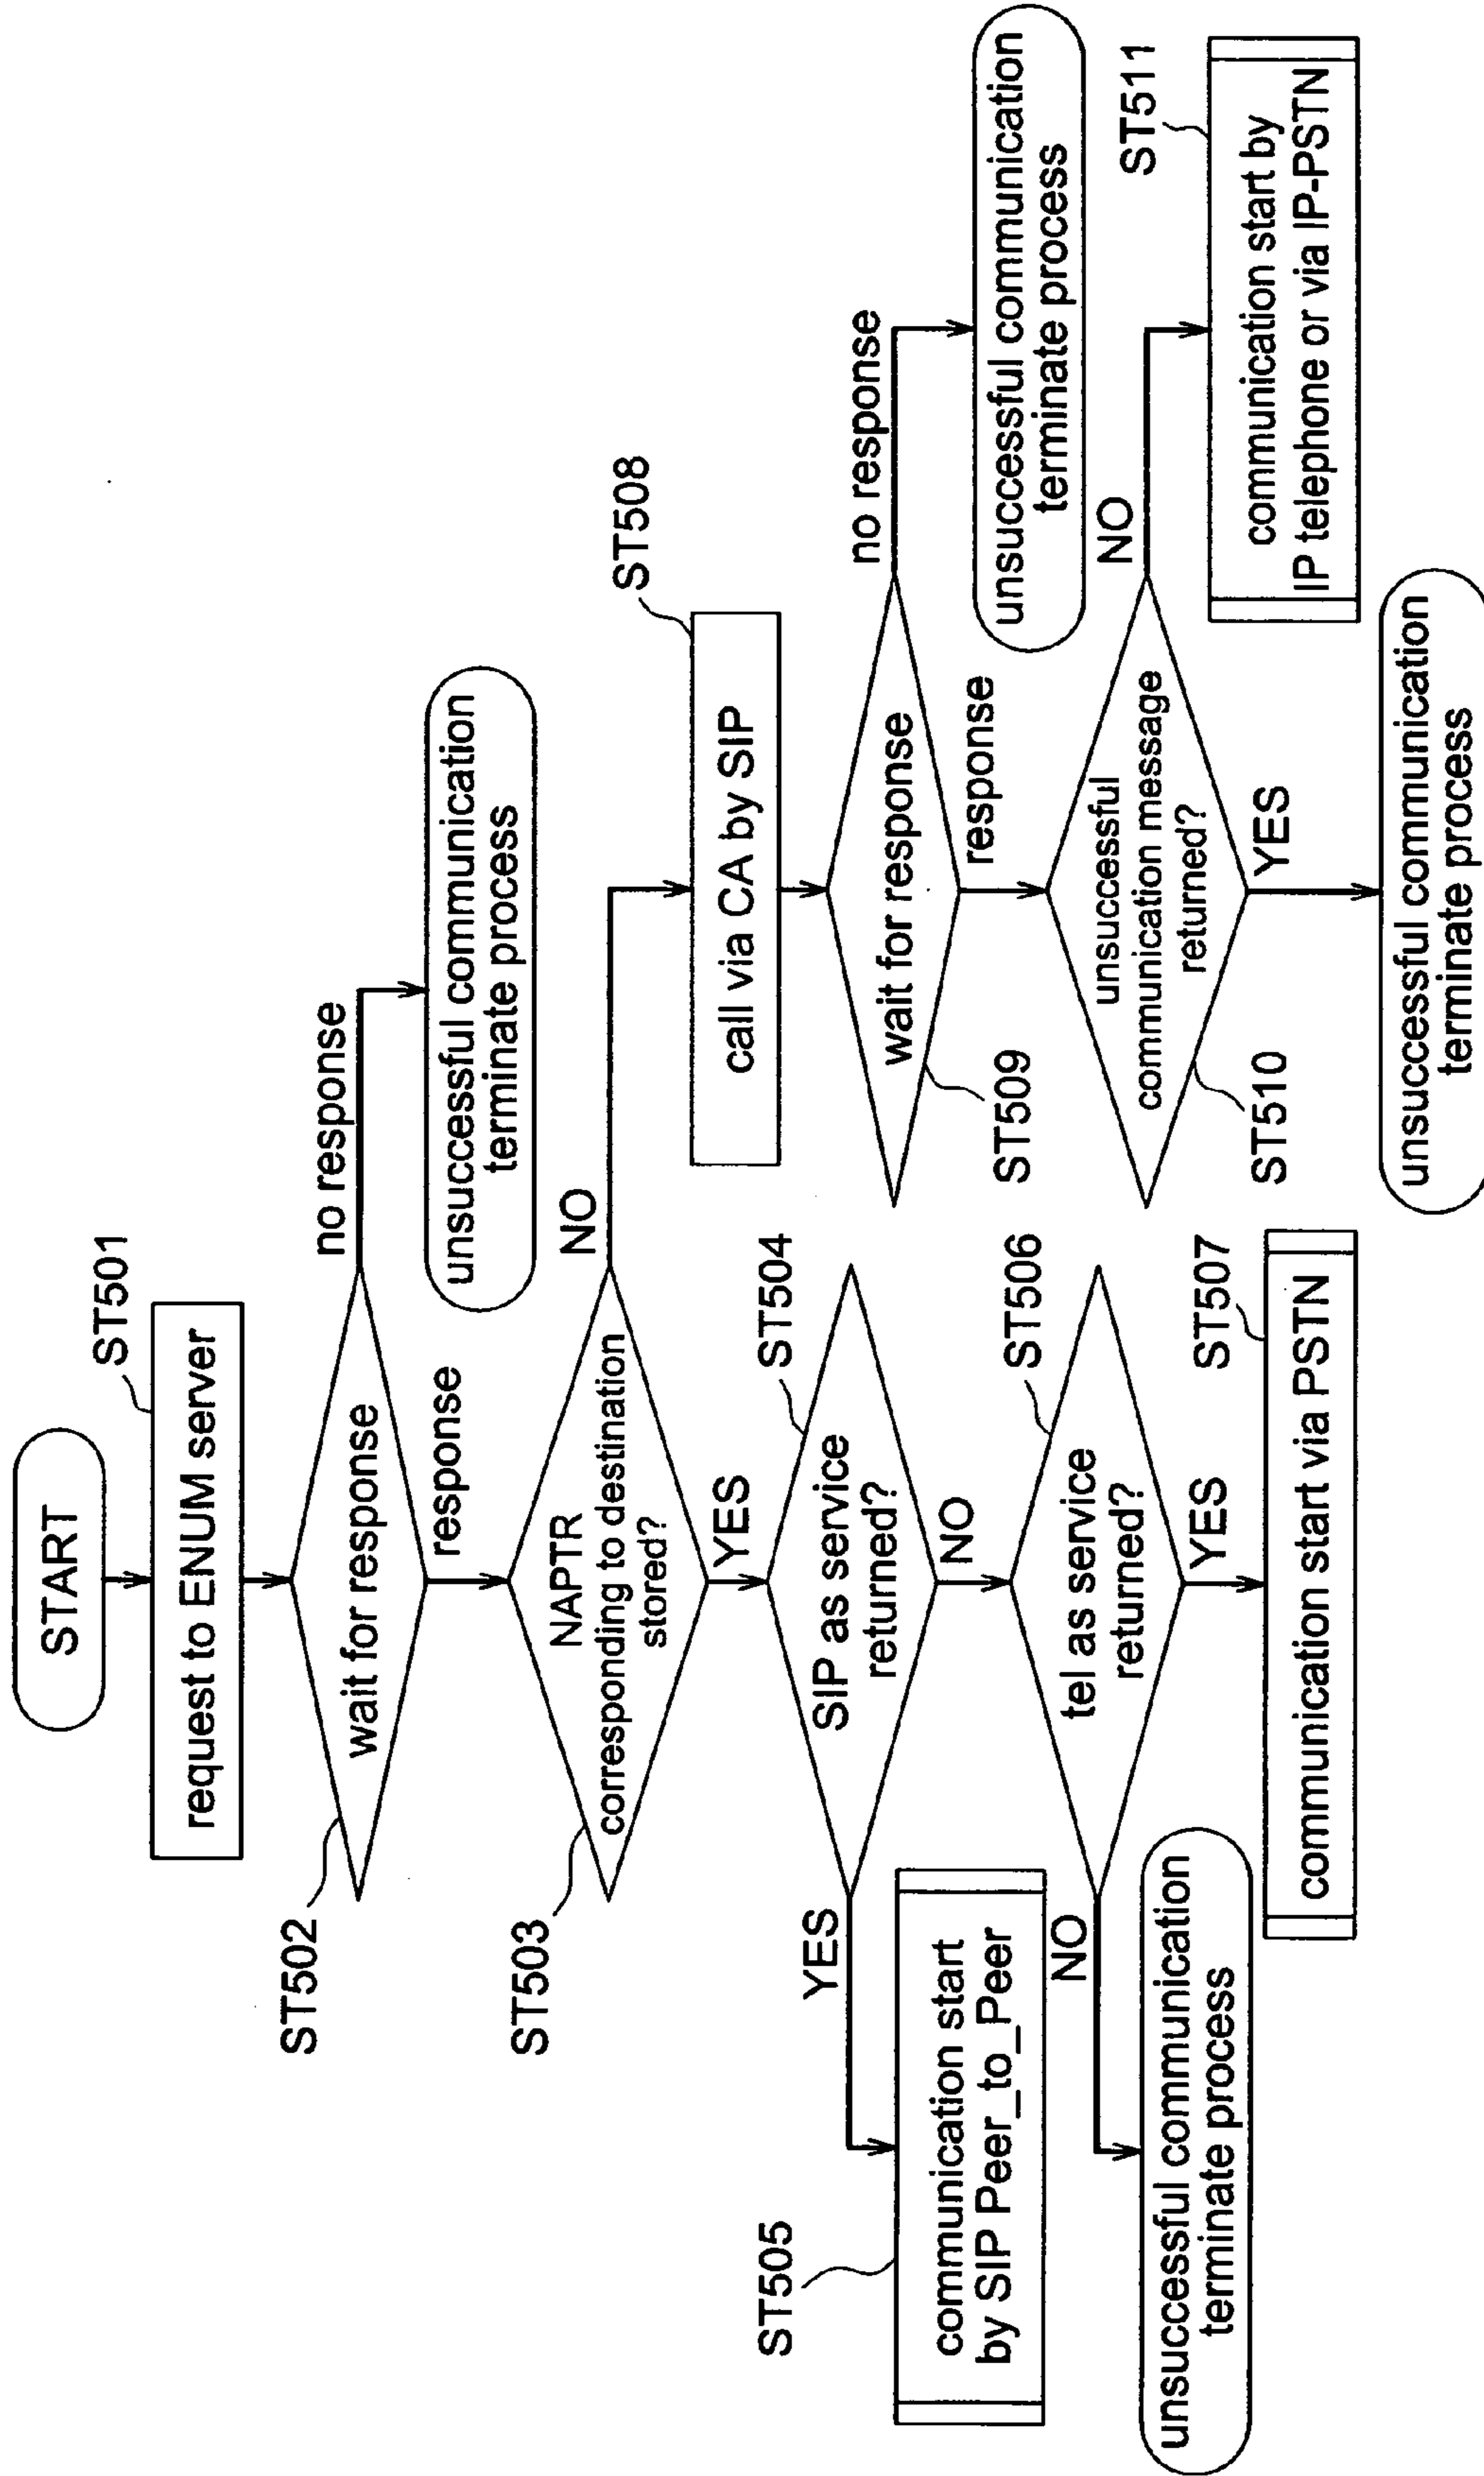 START
ST501
request to ENUM server
ST502
wait for response
no response
unsuccessful communication
terminate process
response
ST503
NAPTR
corresponding to destination
stored?
NO
YES
ST504
SIP as service
returned?
YES
ST505
communication start
by SIP Peer_to_Peer
NO
ST506
tel as service
returned?
NO
unsuccessful communication
terminate process
YES
ST507
communication start via PSTN
ST508
call via CA by SIP
ST509
wait for response
no response
unsuccessful communication
terminate process
response
ST510
unsuccessful
communication message
returned?
NO
ST511
communication start by
IP telephone or via IP-PSTN
YES
unsuccessful communication
terminate process